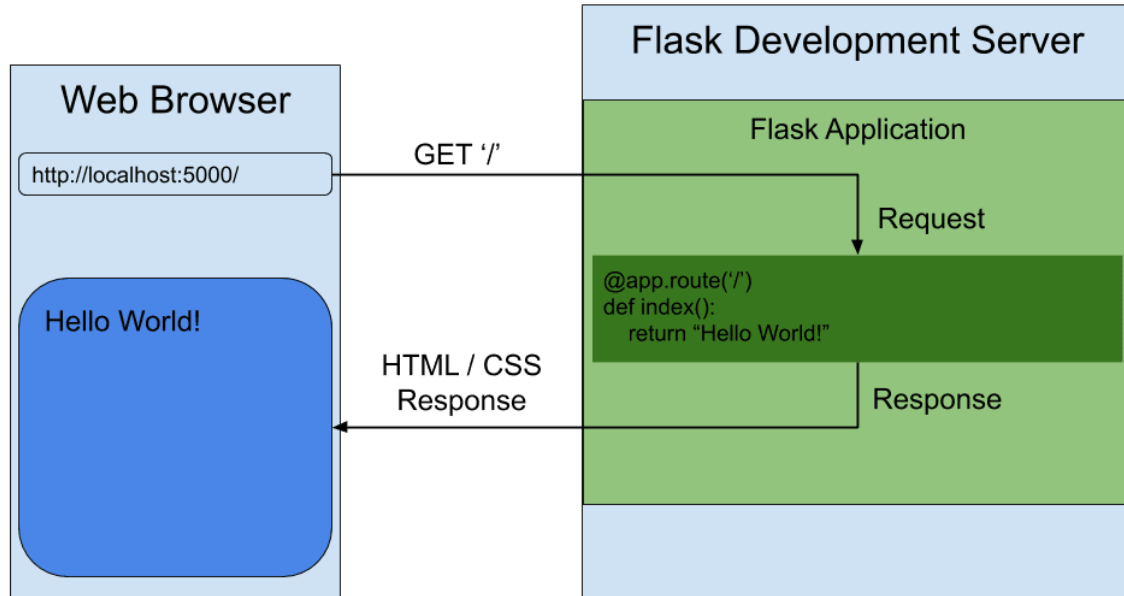 Flask Development Server
Web Browser
Flask Application
http://localhost:5000/
GET ‘/’
Request
@app.route(‘/’)
def index():
    return “Hello World!”
Hello World!
HTML / CSS
Response
Response